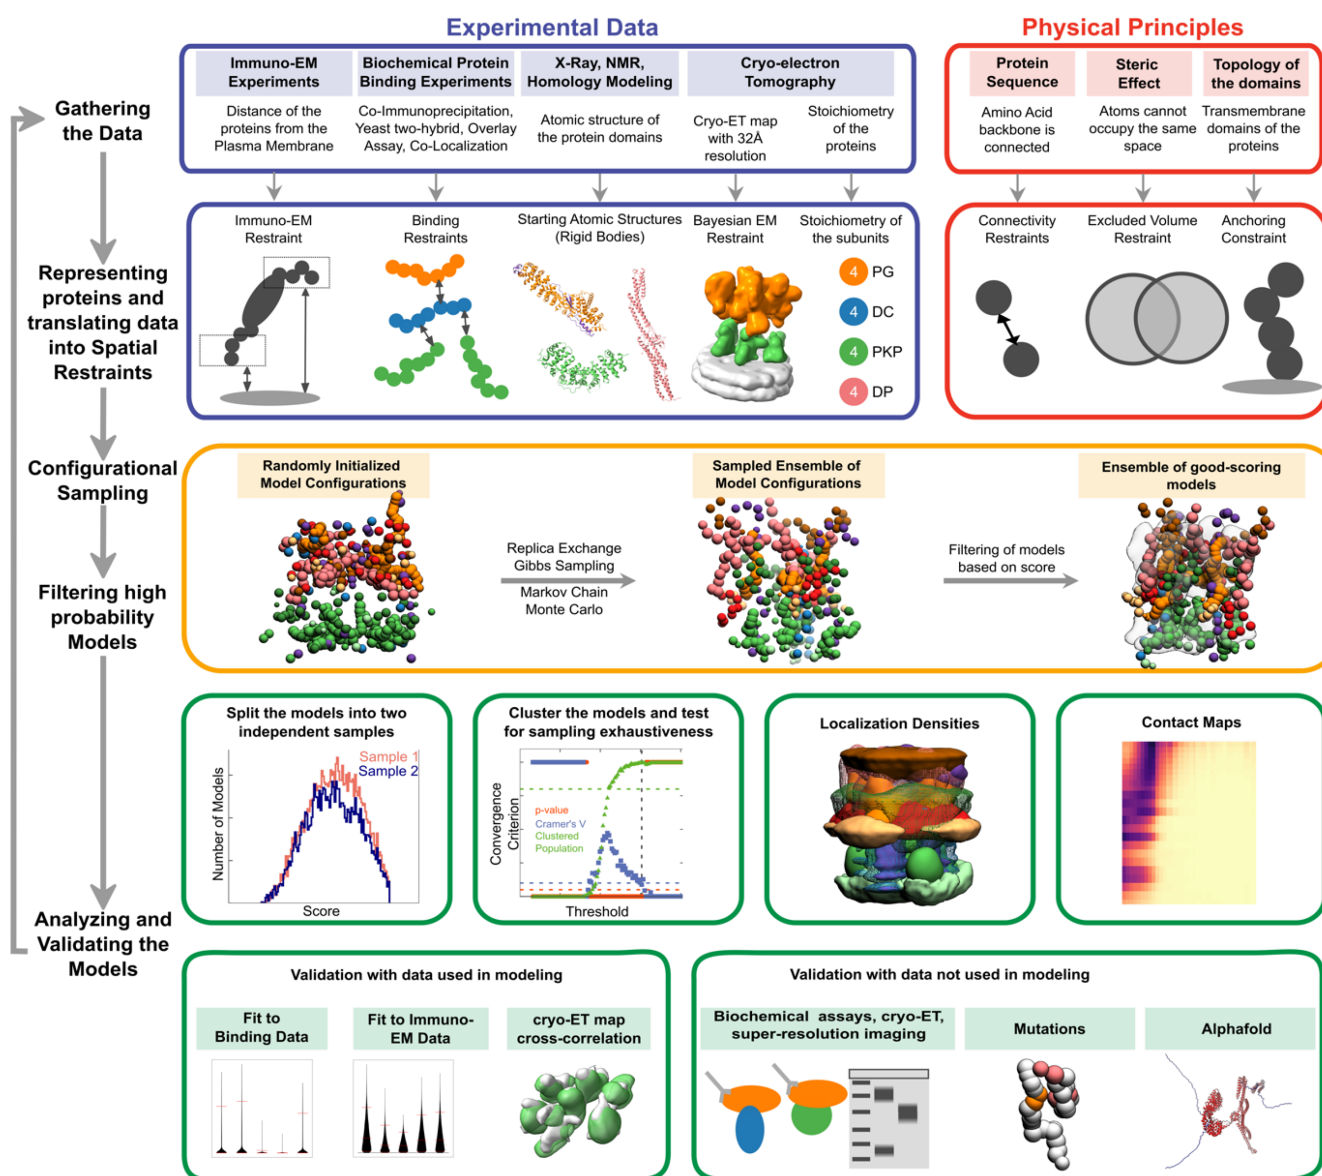 Experimental Data
Physical Principles
Gathering
the Data
Immuno-EM
Experiments
Distance of the
proteins from the
Plasma Membrane
Biochemical Protein
Binding Experiments
Co-Immunoprecipitation,
Yeast two-hybrid, Overlay
Assay, Co-Localization
X-Ray, NMR,
Homology Modeling
Atomic structure of
the protein domains
Cryo-electron
Tomography
Cryo-ET map
with 32Å
resolution
Stoichiometry
of the
proteins
Protein
Sequence
Amino Acid
backbone is
connected
Steric
Effect
Atoms cannot
occupy the same
space
Topology of
the domains
Transmembrane
domains of the
proteins
Representing
proteins and
translating data
into Spatial
Restraints
Immuno-EM
Restraint
Binding
Restraints
Starting Atomic Structures
(Rigid Bodies)
Bayesian EM
Restraint
Stoichiometry of
the subunits
4 PG
4 DC
4 PKP
4 DP
Connectivity
Restraints
Excluded Volume
Restraint
Anchoring
Constraint
Configurational
Sampling
Filtering high
probability
Models
Randomly Initialized
Model Configurations
Replica Exchange
Gibbs Sampling
Markov Chain
Monte Carlo
Sampled Ensemble of
Model Configurations
Filtering of models
based on score
Ensemble of good-scoring
models
Analyzing and
Validating the
Models
Split the models into two
independent samples
Sample 1
Sample 2
Number of Models
Score
Cluster the models and test
for sampling exhaustiveness
Convergence
Criterion
p-value
Cramer's V
Clustered
Population
Threshold
Localization Densities
Contact Maps
Validation with data used in modeling
Fit to
Binding Data
Fit to Immuno-
EM Data
cryo-ET map
cross-correlation
Validation with data not used in modeling
Biochemical assays, cryo-ET,
super-resolution imaging
Mutations
Alphafold